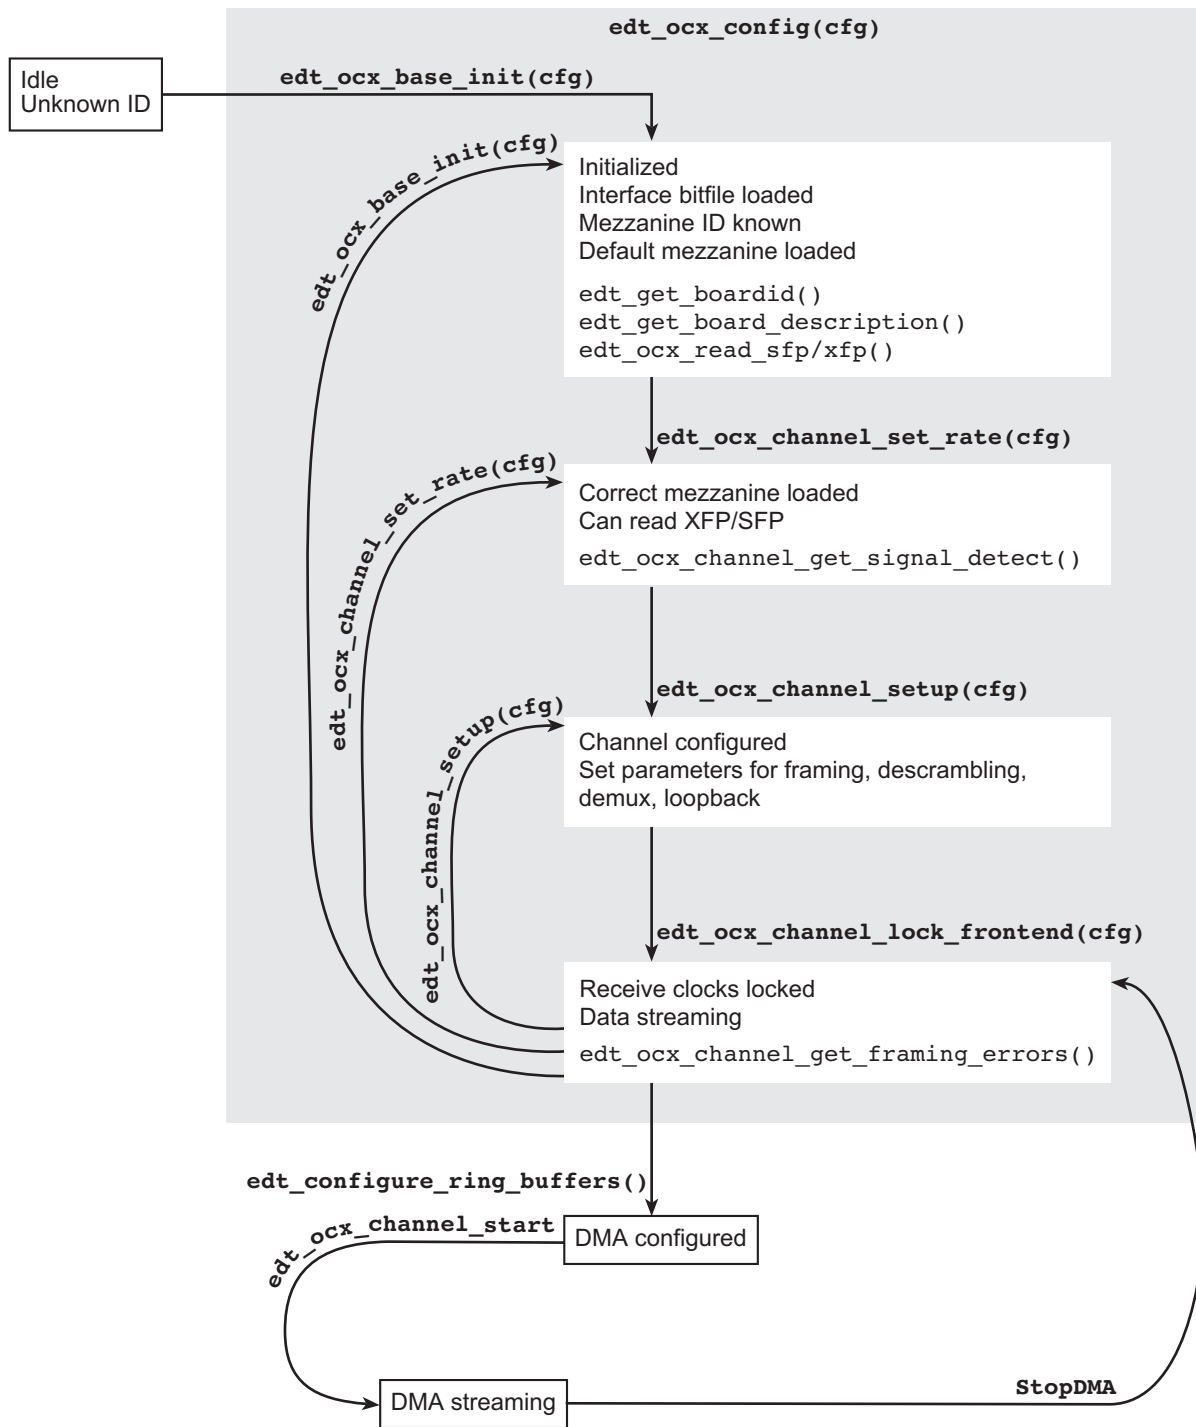 edt_ocx_config(cfg)
Idle
Unknown ID
edt_ocx_base_init(cfg)
edt_ocx_base_init(cfg)
Initialized
Interface bitfile loaded
Mezzanine ID known
Default mezzanine loaded
edt_get_boardid()
edt_get_board_description()
edt_ocx_read_sfp/xfp()
edt_ocx_channel_set_rate(cfg)
edt_ocx_channel_set_rate(cfg)
Correct mezzanine loaded
Can read XFP/SFP
edt_ocx_channel_get_signal_detect()
edt_ocx_channel_setup(cfg)
edt_ocx_channel_setup(cfg)
Channel configured
Set parameters for framing, descrambling,
demux, loopback
edt_ocx_channel_lock_frontend(cfg)
Receive clocks locked
Data streaming
edt_ocx_channel_get_framing_errors()
edt_configure_ring_buffers()
edt_ocx_channel_start
DMA configured
DMA streaming
StopDMA